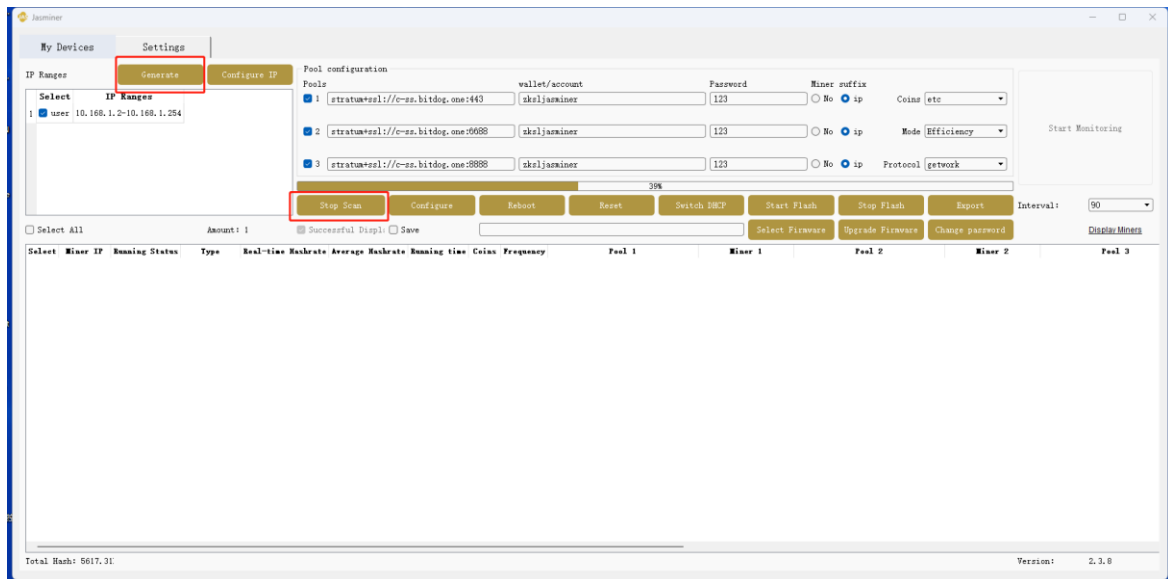 Jasminer
My Devices Settings
IP Ranges Generate Configure IP
Select IP Ranges
1 user 10.168.1.2-10.168.1.254
Pool configuration
Pools wallet/account Password Miner suffix
1 stratum+ssl://c-ss.bitdog.one:443 zksljasminer 123 No ip Coins etc
2 stratum+ssl://c-ss.bitdog.one:6688 zksljasminer 123 No ip Mode Efficiency
3 stratum+ssl://c-ss.bitdog.one:8888 zksljasminer 123 No ip Protocol getwork
Start Monitoring
39%
Stop Scan Configure Reboot Reset Switch DHCP Start Flash Stop Flash Export Interval: 90
Select All Amount: 1 Successful Displ: Save Select Firmware Upgrade Firmware Change password Display Miners
Select Miner IP Running Status Type Real-time Hashrate Average Hashrate Running time Coins Frequency Pool 1 Miner 1 Pool 2 Miner 2 Pool 3
Total Hash: 5617.31
Version: 2.3.8